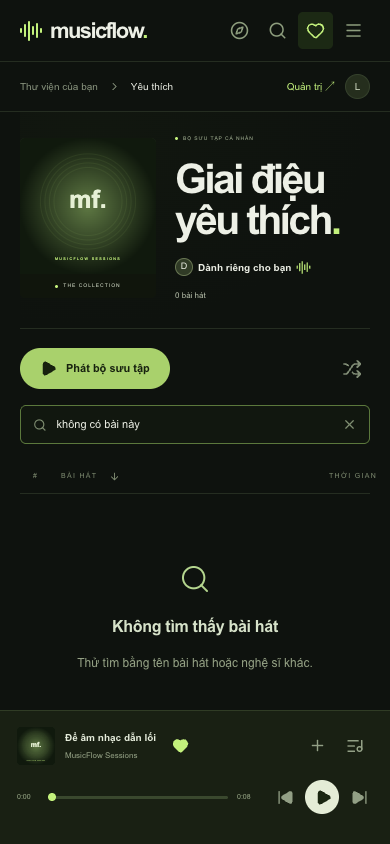 musicflow.
Thư viện của bạn > Yêu thích Quản trị ↗ L
BỘ SƯU TẬP CÁ NHÂN
mf.
Giai điệu
yêu thích.
MUSICFLOW SESSIONS
D Dành riêng cho bạn
THE COLLECTION
0 bài hát
Phát bộ sưu tập
không có bài này
# BÀI HÁT ↓ THỜI GIAN
Không tìm thấy bài hát
Thử tìm bằng tên bài hát hoặc nghệ sĩ khác.
mf.
Để âm nhạc dẫn lối
MusicFlow Sessions
0:00 0:08